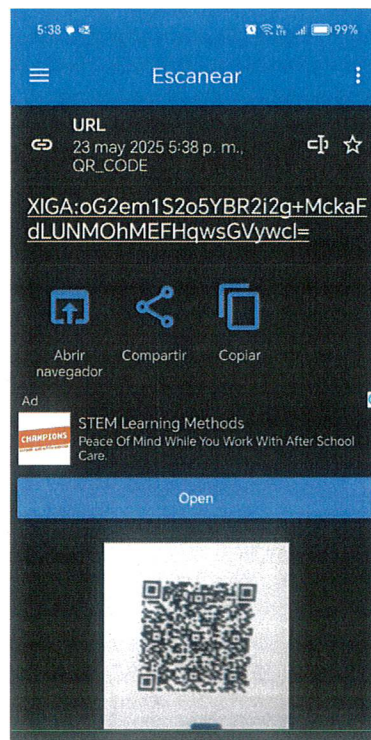 5:38
99%
Escanear
URL
23 may 2025 5:38 p. m.,
QR_CODE
XIGA:oG2em1S2o5YBR2i2g+MckaF
dLUNMOhMEFHqwsGVywcI=
Abrir
navegador
Compartir
Copiar
Ad
CHAMPIONS
STEM Learning Methods
Peace Of Mind While You Work With After School
Care.
Open